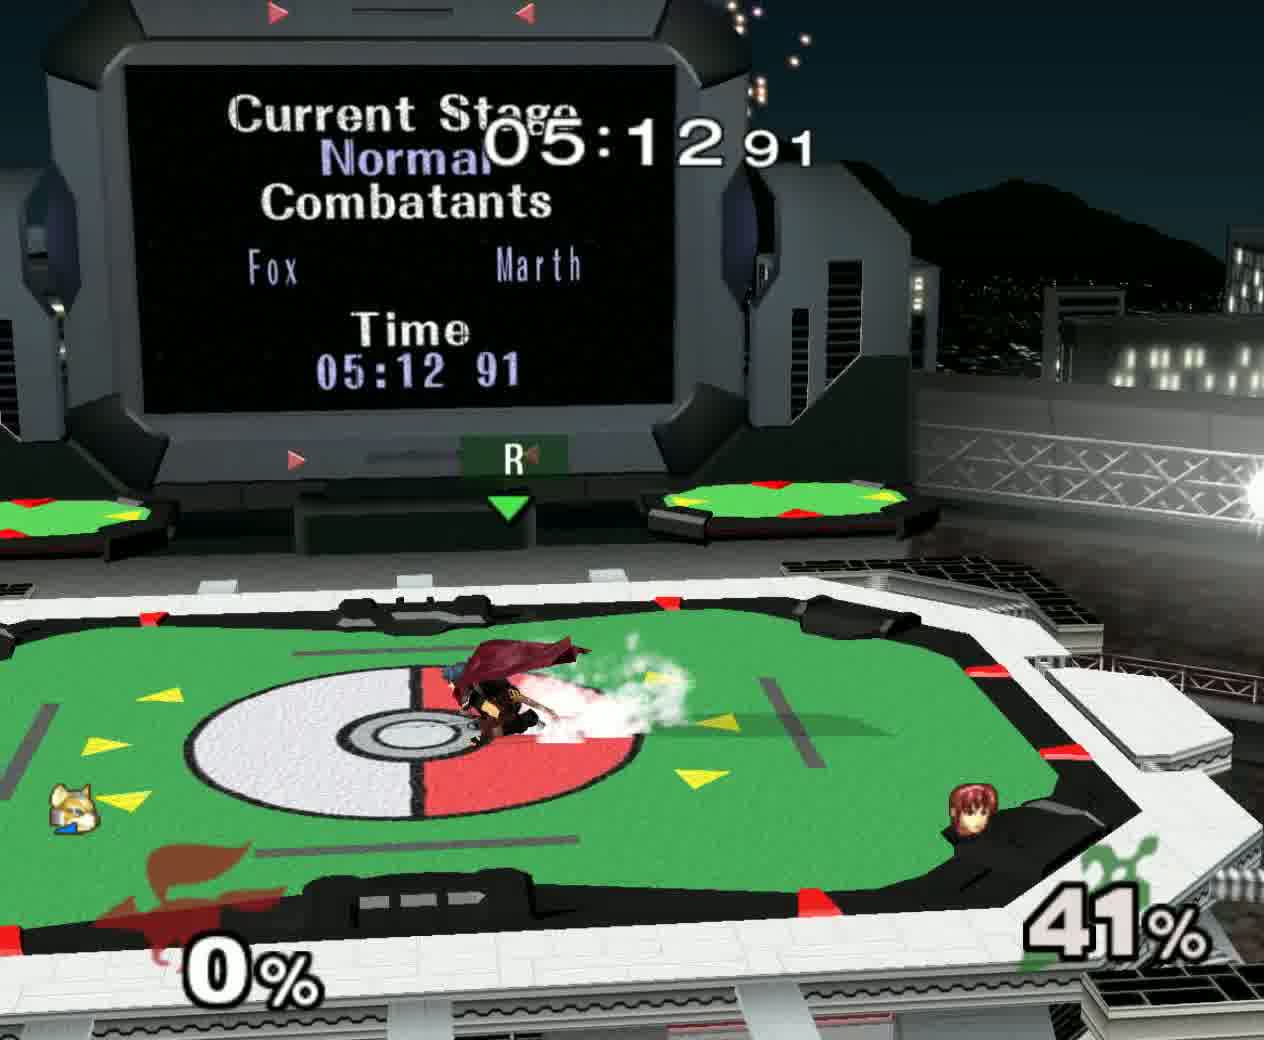 Current Stage
05:12 91
Normal
Combatants
Fox Marth
Time
05:12 91
R
0%
41%